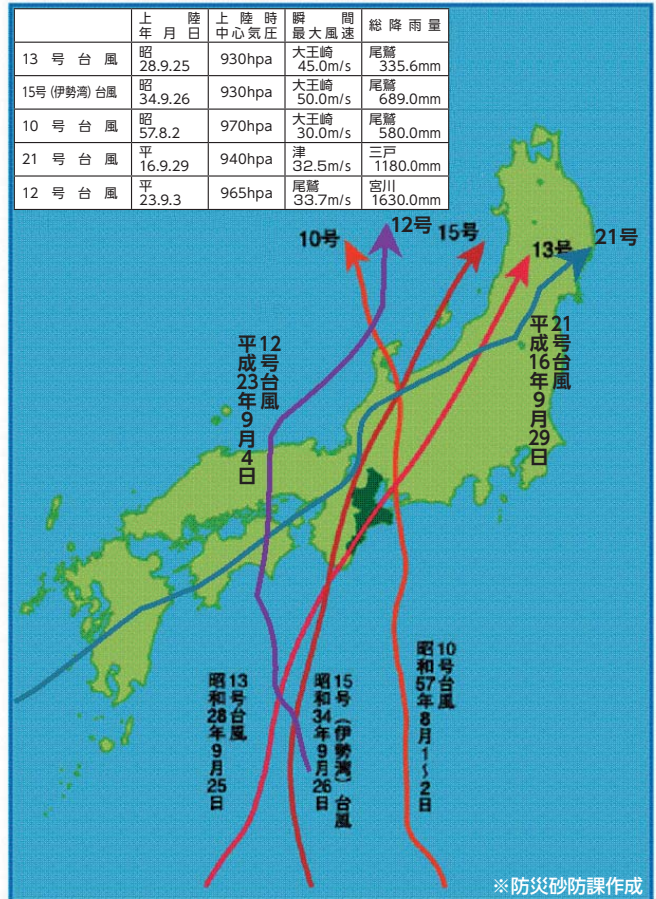 上陸年月日 上陸時中心気圧 瞬間最大風速 総降雨量
13号台風 昭28.9.25 930hpa 大王崎45.0m/s 尾鷲335.6mm
15号(伊勢湾)台風 昭34.9.26 930hpa 大王崎50.0m/s 尾鷲689.0mm
10号台風 昭57.8.2 970hpa 大王崎30.0m/s 尾鷲580.0mm
21号台風 平16.9.29 940hpa 津32.5m/s 三戸1180.0mm
12号台風 平23.9.3 965hpa 尾鷲33.7m/s 宮川1630.0mm
10号
12号
15号
13号
21号
12号台風
平成23年9月4日
21号台風
平成16年9月29日
13号台風
昭和28年9月25日
15号(伊勢湾)台風
昭和34年9月26日
10号台風
昭和57年8月1~2日
※防災砂防課作成